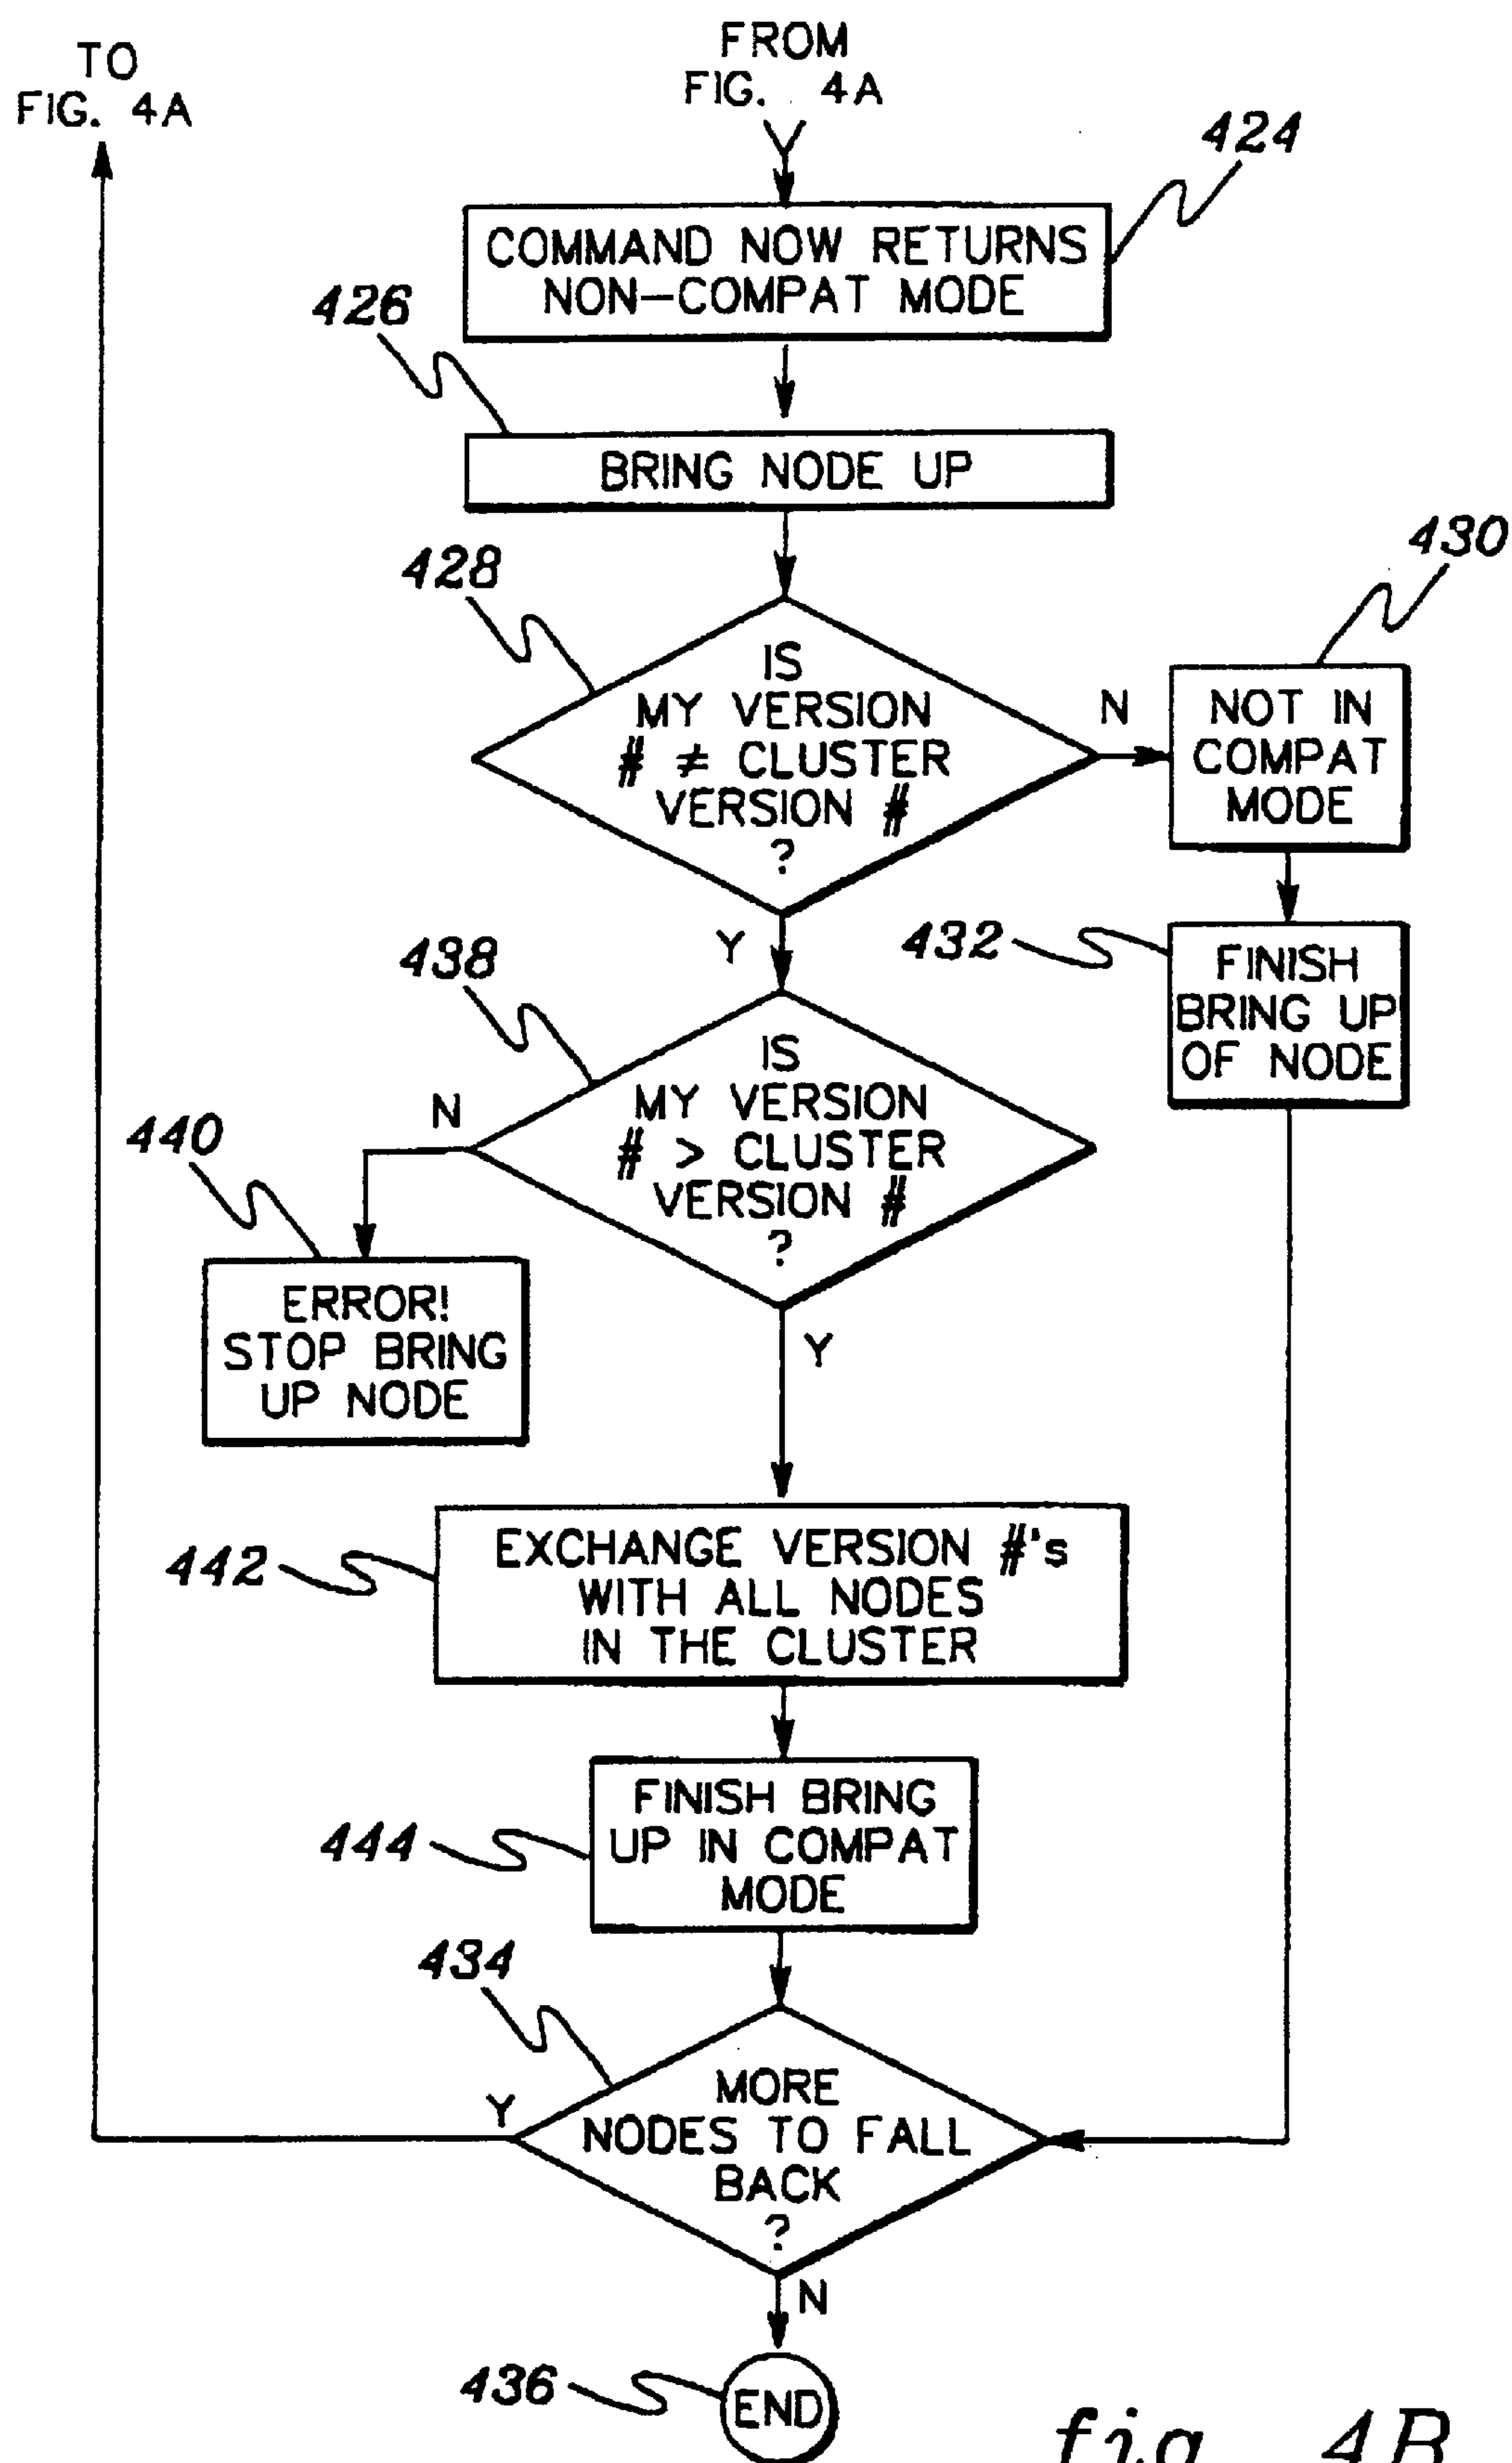 TO
FIG. 4A
FROM
FIG. 4A
424
COMMAND NOW RETURNS
NON-COMPAT MODE
426
BRING NODE UP
428
IS
MY VERSION
# ≠ CLUSTER
VERSION #
?
N
430
NOT IN
COMPAT
MODE
Y
432
FINISH
BRING UP
OF NODE
438
IS
MY VERSION
# > CLUSTER
VERSION #
?
N
440
ERROR!
STOP BRING
UP NODE
Y
442
EXCHANGE VERSION #'s
WITH ALL NODES
IN THE CLUSTER
444
FINISH BRING
UP IN COMPAT
MODE
434
MORE
NODES TO FALL
BACK
?
Y
N
436
END
fig. 4B